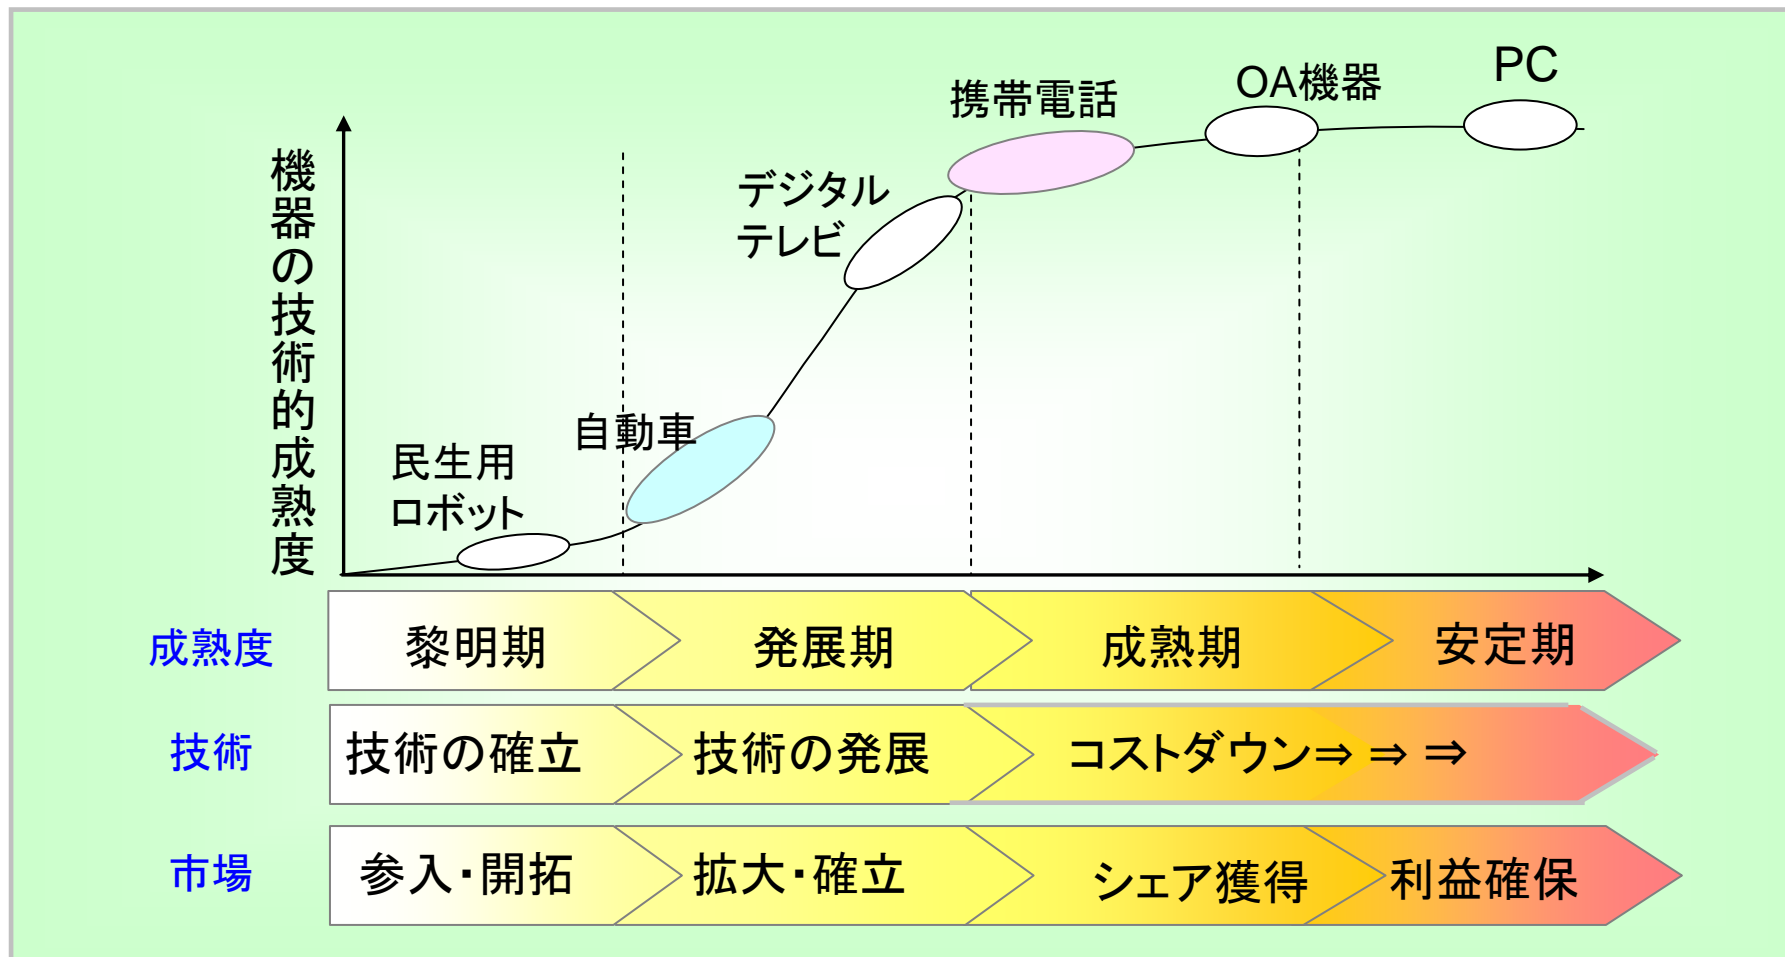 PC
OA機器
携帯電話
デジタル
テレビ
機器の技術的成熟度
自動車
民生用
ロボット
成熟度
黎明期
発展期
成熟期
安定期
技術
技術の確立
技術の発展
コストダウン⇒ ⇒ ⇒
市場
参入・開拓
拡大・確立
シェア獲得
利益確保